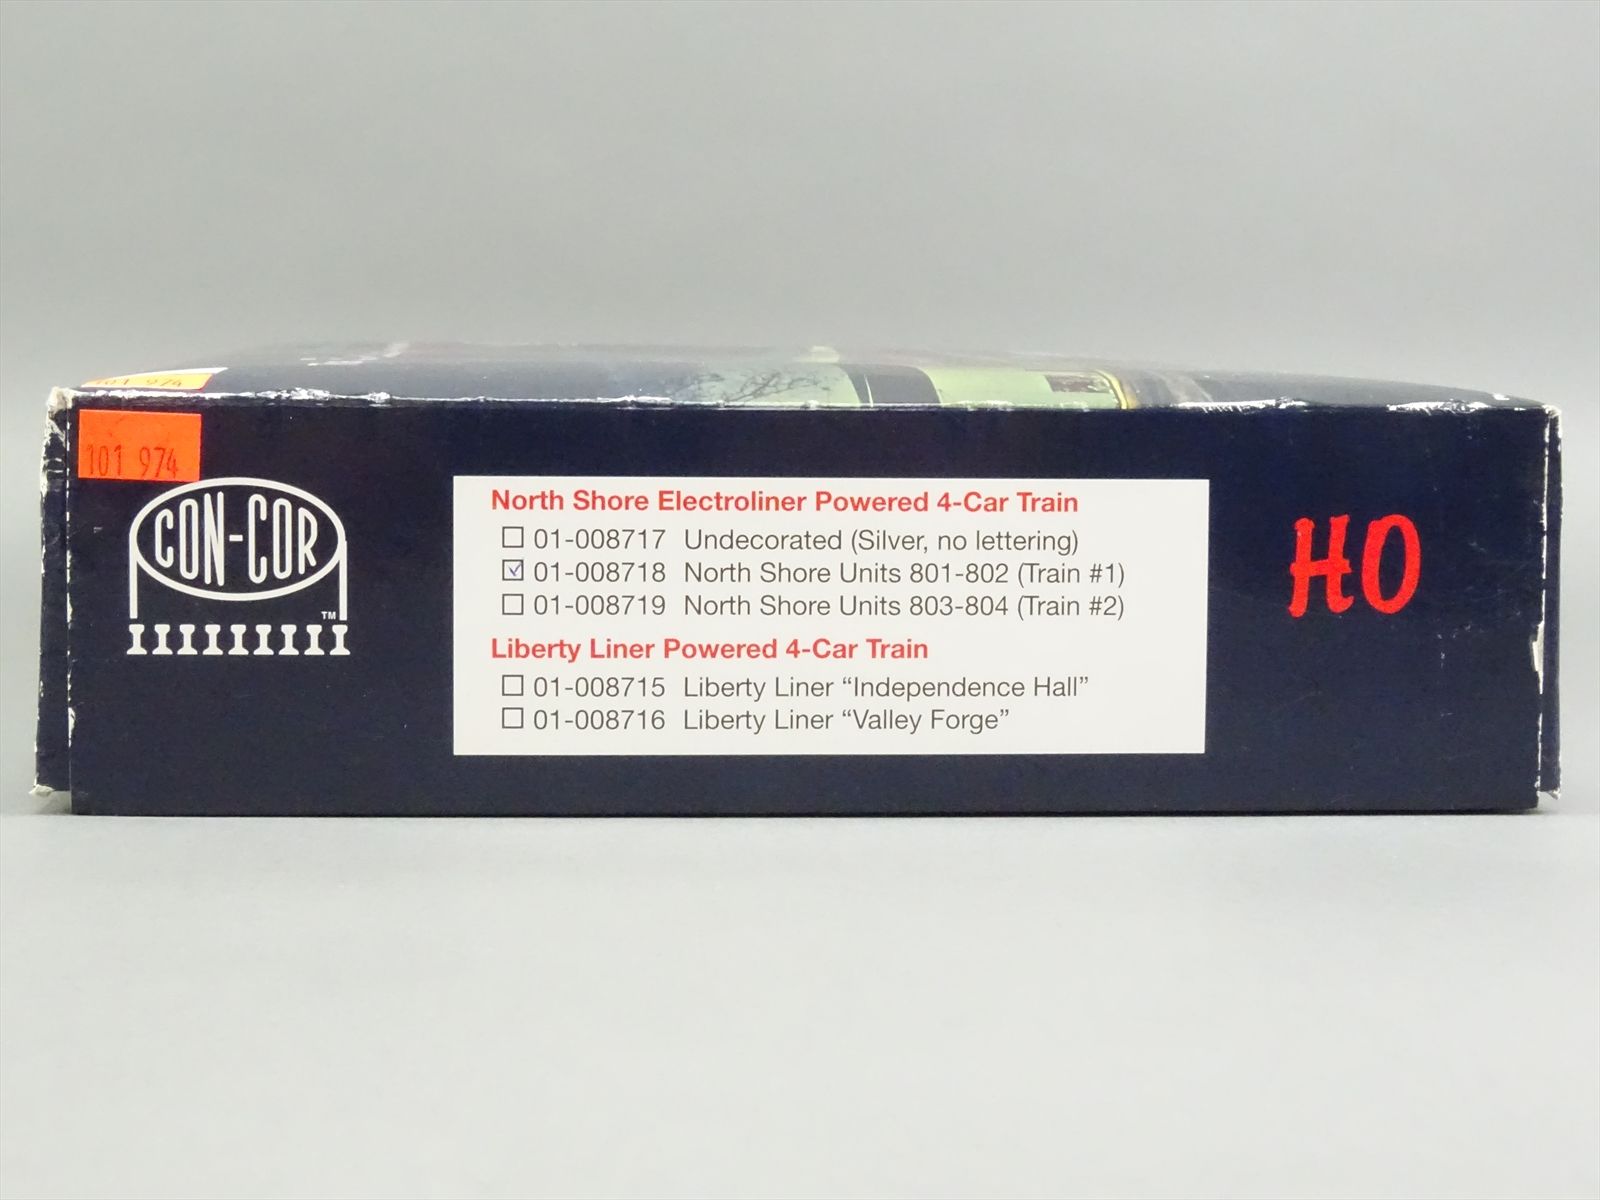 101 974
101 974
CON-COR
TM
North Shore Electroliner Powered 4-Car Train
01-008717 Undecorated (Silver, no lettering)
01-008718 North Shore Units 801-802 (Train #1)
01-008719 North Shore Units 803-804 (Train #2)
Liberty Liner Powered 4-Car Train
01-008715 Liberty Liner “Independence Hall”
01-008716 Liberty Liner “Valley Forge”
HO